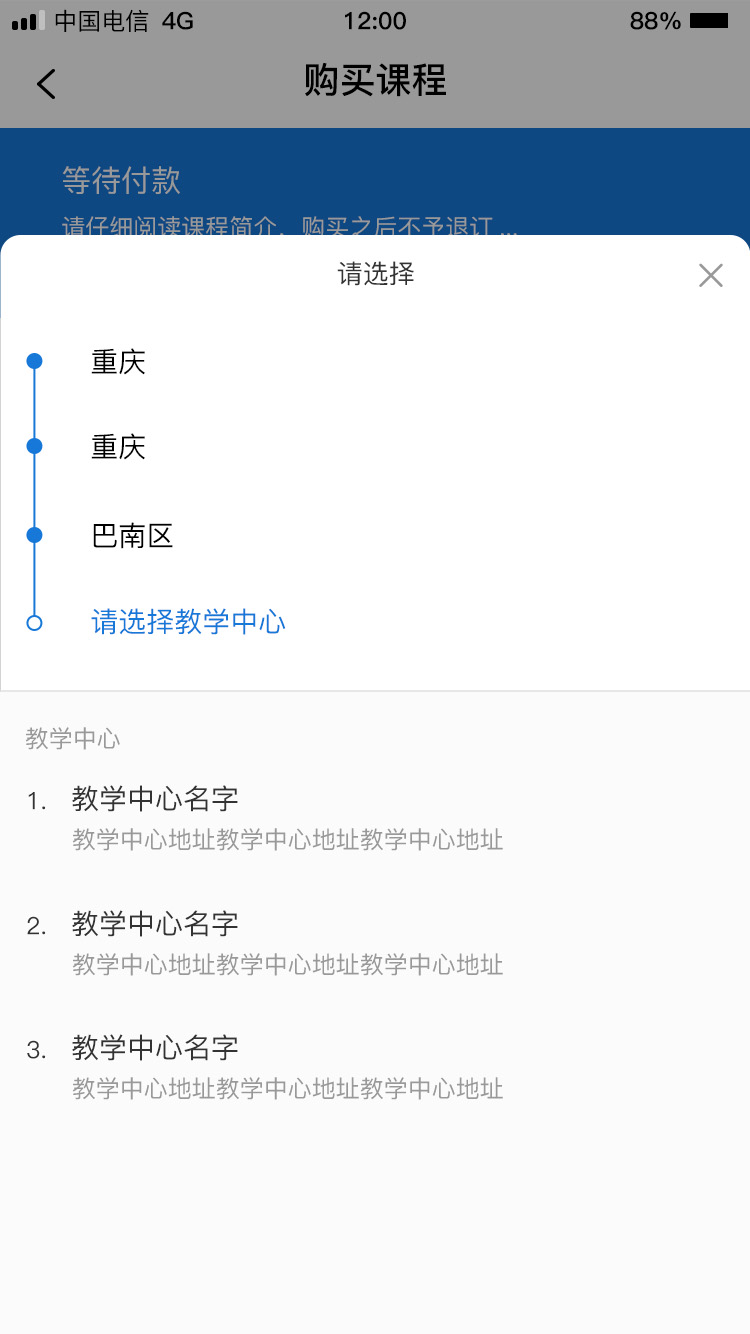 中国电信 4G 12:00 88%
购买课程
等待付款
请仔细阅读课程简介，购买之后不予退订 ...
请选择
重庆
重庆
巴南区
请选择教学中心
教学中心
1. 教学中心名字
教学中心地址教学中心地址教学中心地址
2. 教学中心名字
教学中心地址教学中心地址教学中心地址
3. 教学中心名字
教学中心地址教学中心地址教学中心地址